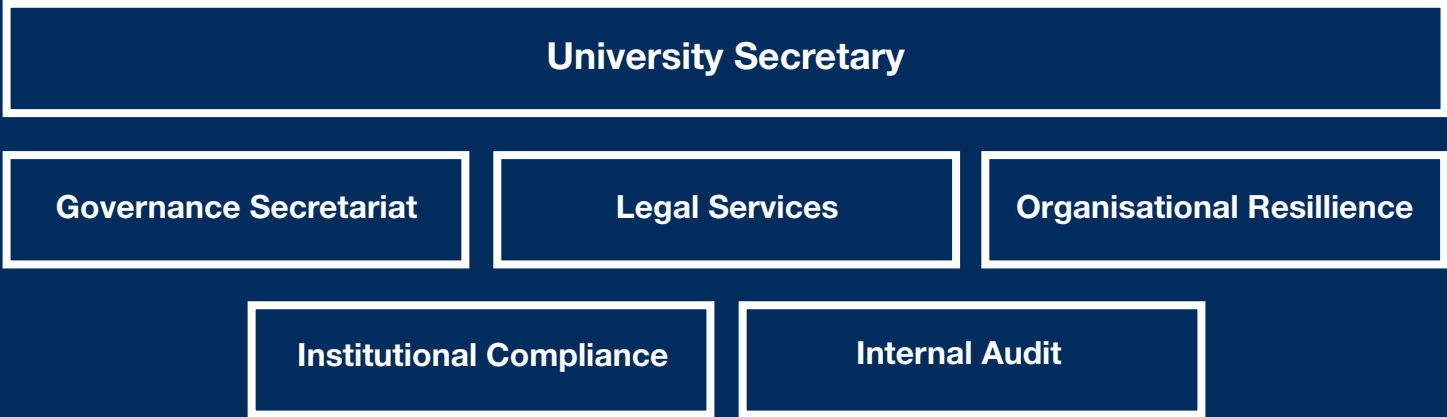 University Secretary
Governance Secretariat
Legal Services
Organisational Resillience
Institutional Compliance
Internal Audit